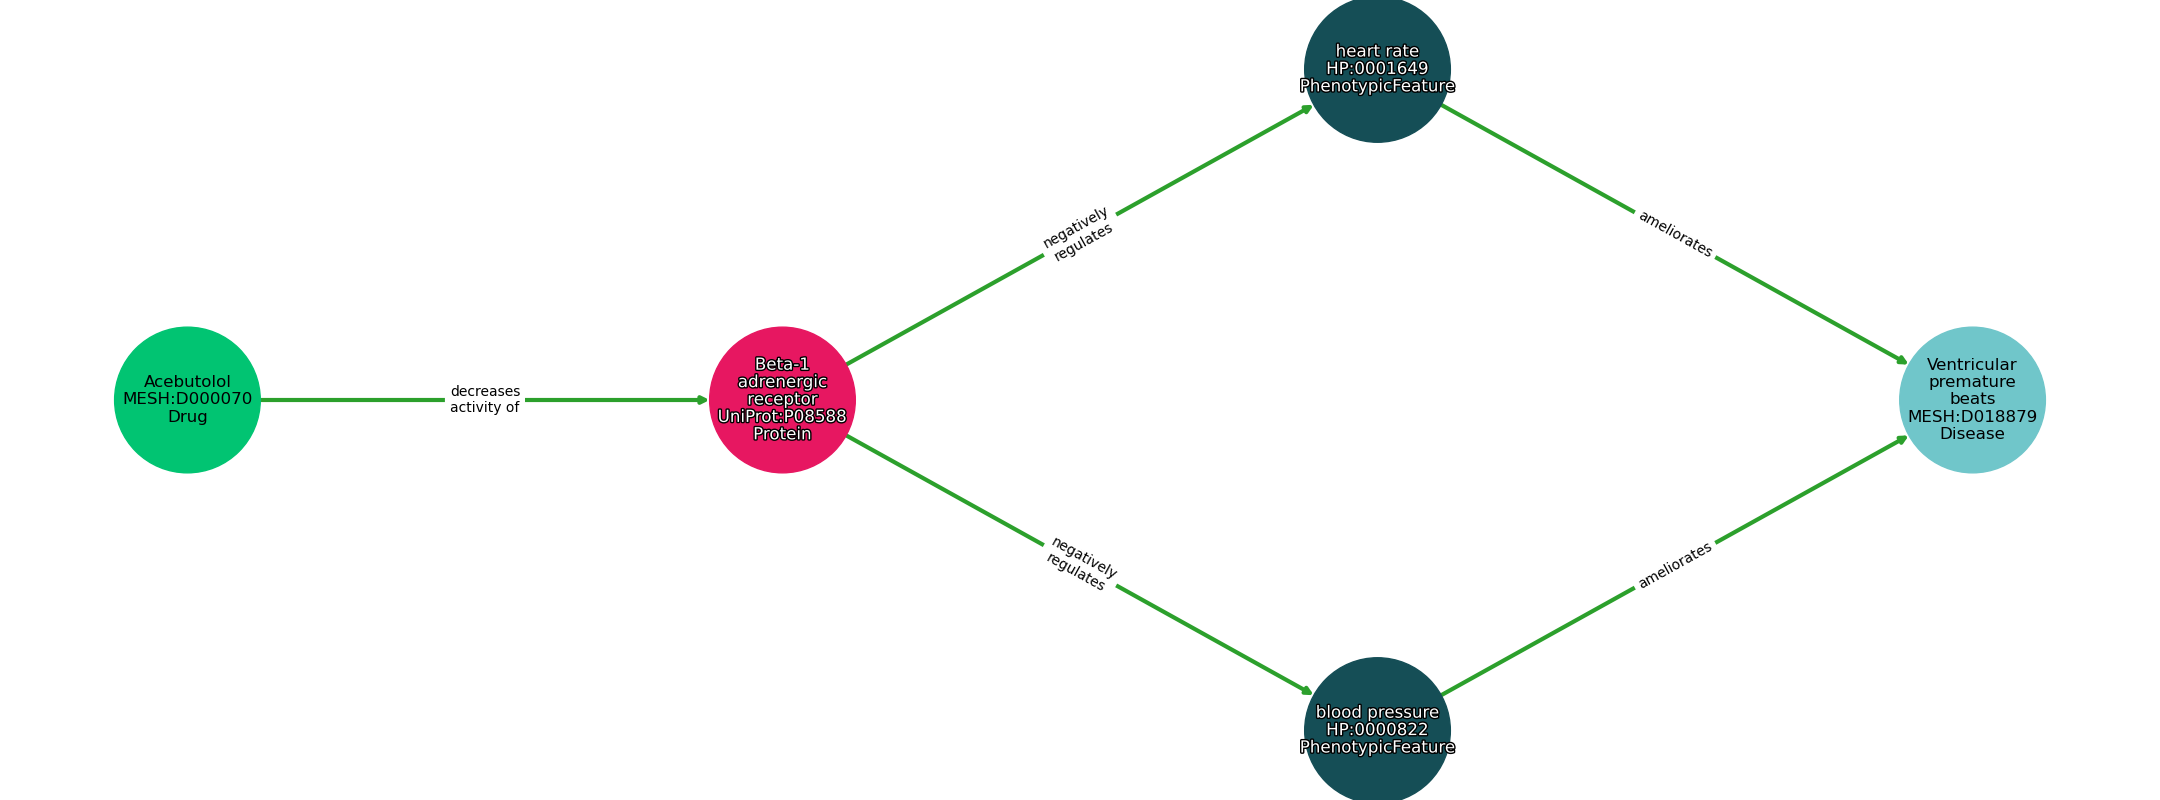 heart rate
HP:0001649
PhenotypicFeature
negatively
regulates
ameliorates
Acebutolol
MESH:D000070
Drug
decreases
activity of
Beta-1
adrenergic
receptor
UniProt:P08588
Protein
Ventricular
premature
beats
MESH:D018879
Disease
negatively
regulates
ameliorates
blood pressure
HP:0000822
PhenotypicFeature